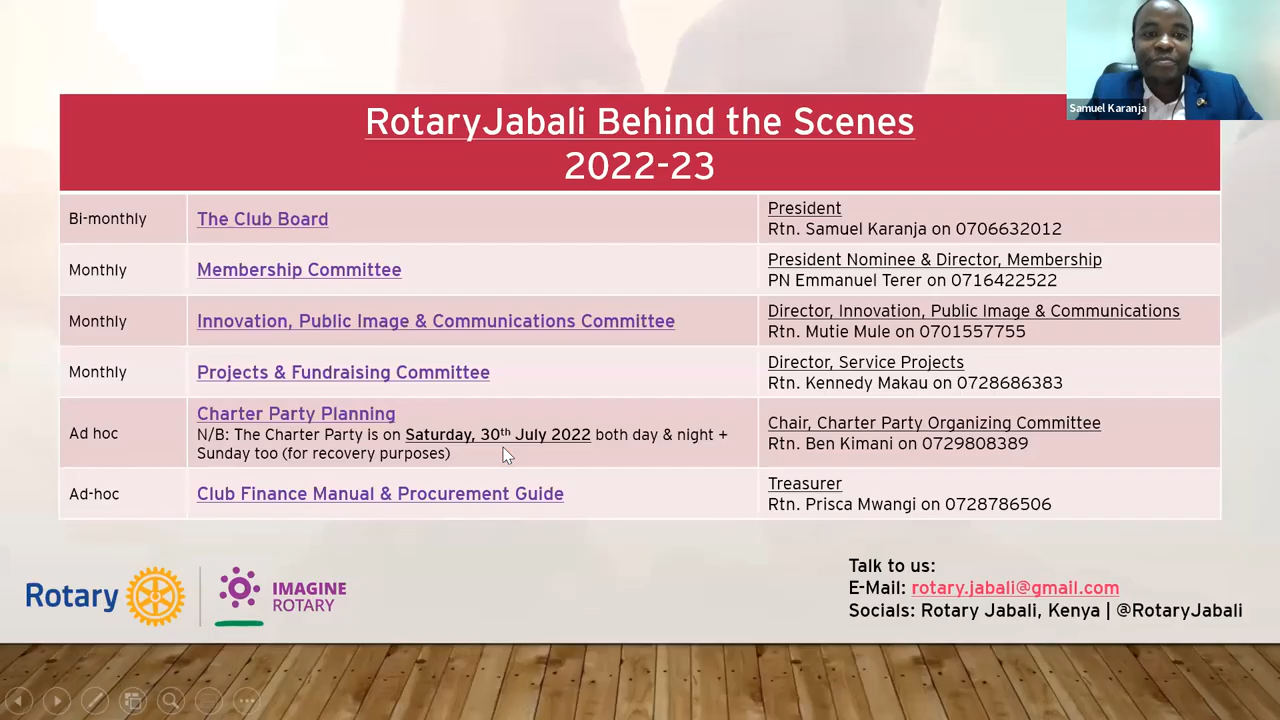 Samuel Karanja
RotaryJabali Behind the Scenes
2022-23
Bi-monthly
The Club Board
President
Rtn. Samuel Karanja on 0706632012
Monthly
Membership Committee
President Nominee & Director, Membership
PN Emmanuel Terer on 0716422522
Monthly
Innovation, Public Image & Communications Committee
Director, Innovation, Public Image & Communications
Rtn. Mutie Mule on 0701557755
Monthly
Projects & Fundraising Committee
Director, Service Projects
Rtn. Kennedy Makau on 0728686383
Ad hoc
Charter Party Planning
N/B: The Charter Party is on Saturday, 30th July 2022 both day & night +
Sunday too (for recovery purposes)
Chair, Charter Party Organizing Committee
Rtn. Ben Kimani on 0729808389
Ad-hoc
Club Finance Manual & Procurement Guide
Treasurer
Rtn. Prisca Mwangi on 0728786506
Rotary
IMAGINE
ROTARY
Talk to us:
E-Mail: rotary.jabali@gmail.com
Socials: Rotary Jabali, Kenya | @RotaryJabali